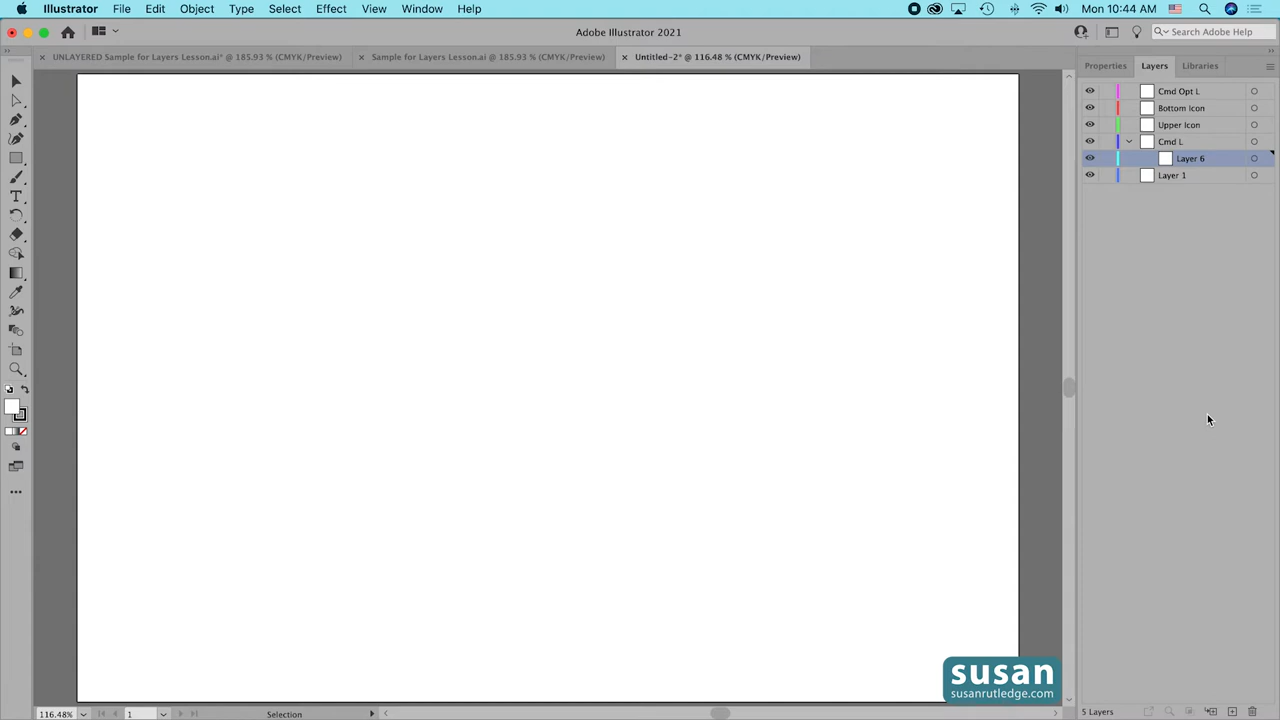 Illustrator File Edit Object Type Select Effect View Window Help
Mon 10:44 AM
Adobe Illustrator 2021
Search Adobe Help
UNLAYERED Sample for Layers Lesson.ai* @ 185.93 % (CMYK/Preview)
Sample for Layers Lesson.ai @ 185.93 % (CMYK/Preview)
Untitled-2* @ 116.48 % (CMYK/Preview)
Properties Layers Libraries
Cmd Opt L
Bottom Icon
Upper Icon
Cmd L
Layer 6
Layer 1
susan
susanrutledge.com
116.48% 1 Selection
5 Layers